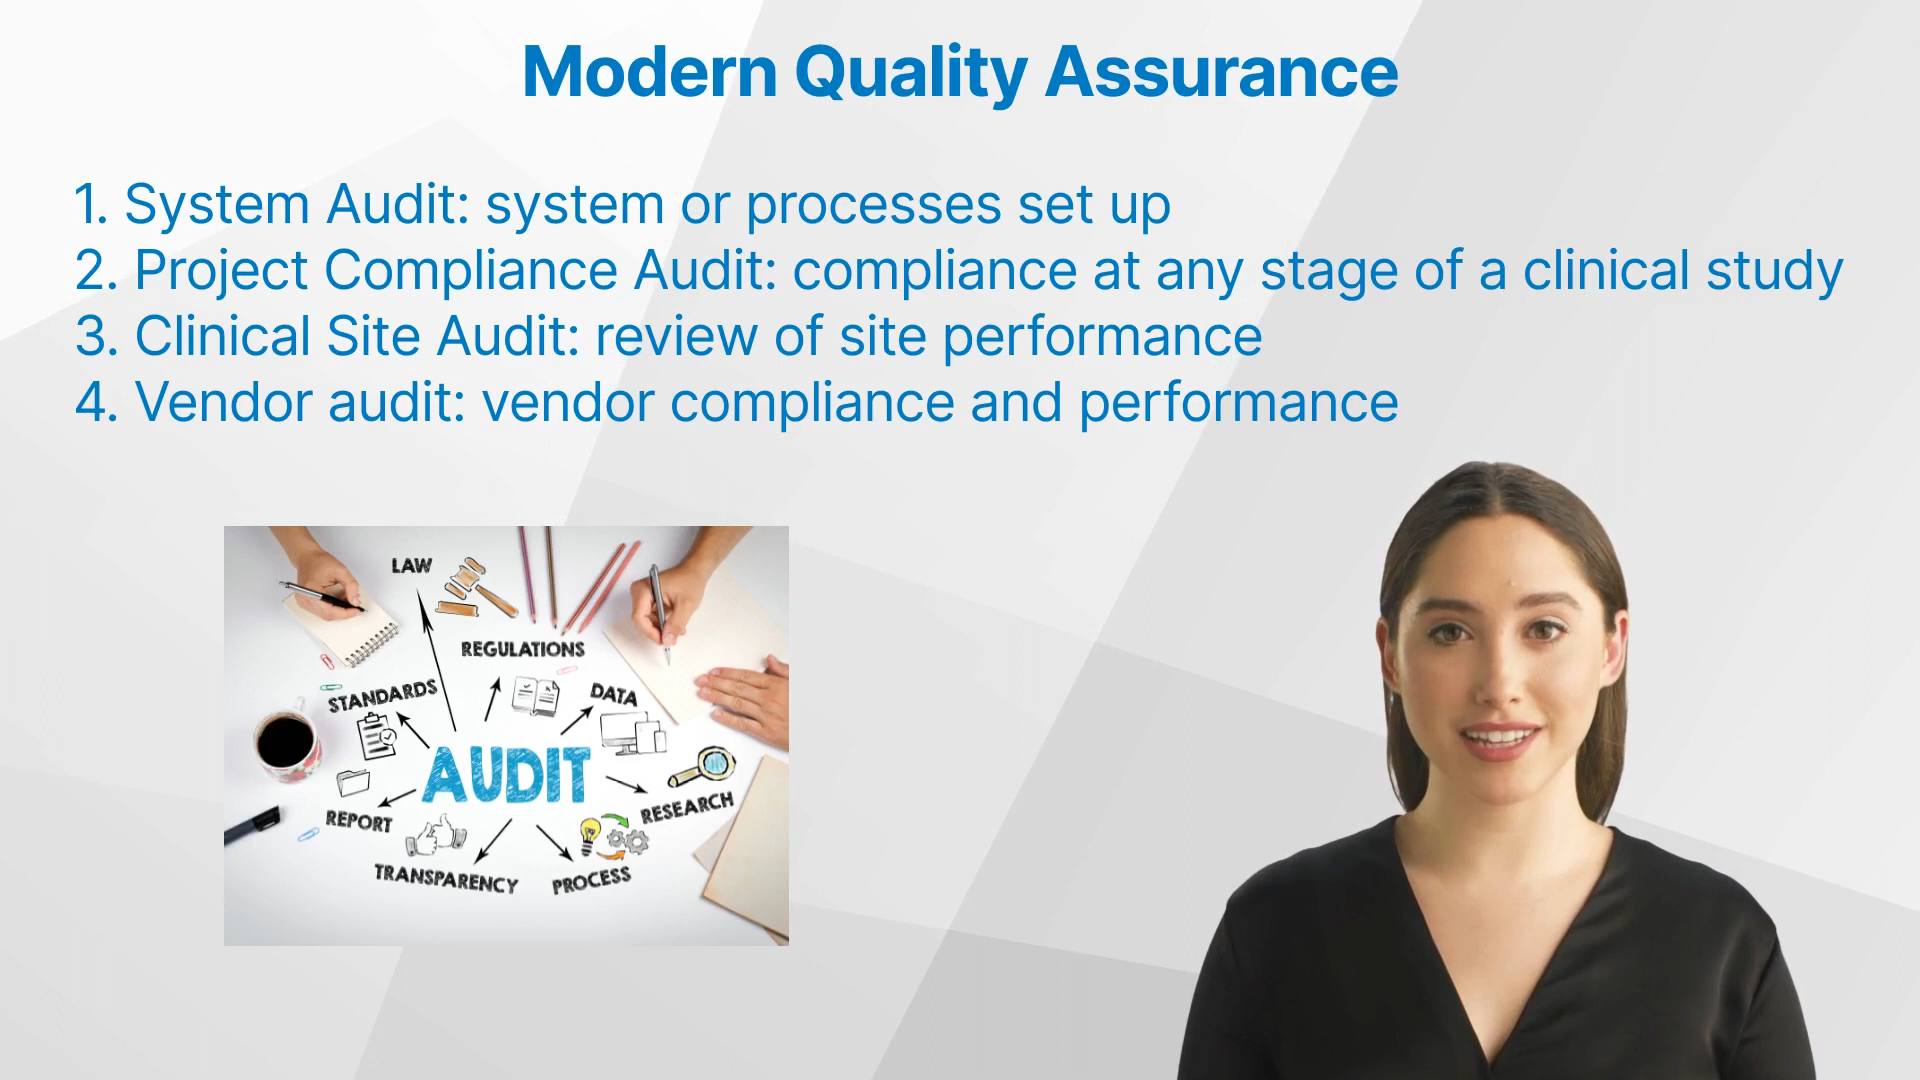 Modern Quality Assurance
1. System Audit: system or processes set up
2. Project Compliance Audit: compliance at any stage of a clinical study
3. Clinical Site Audit: review of site performance
4. Vendor audit: vendor compliance and performance
LAW
REGULATIONS
STANDARDS
DATA
AUDIT
RESEARCH
REPORT
TRANSPARENCY
PROCESS